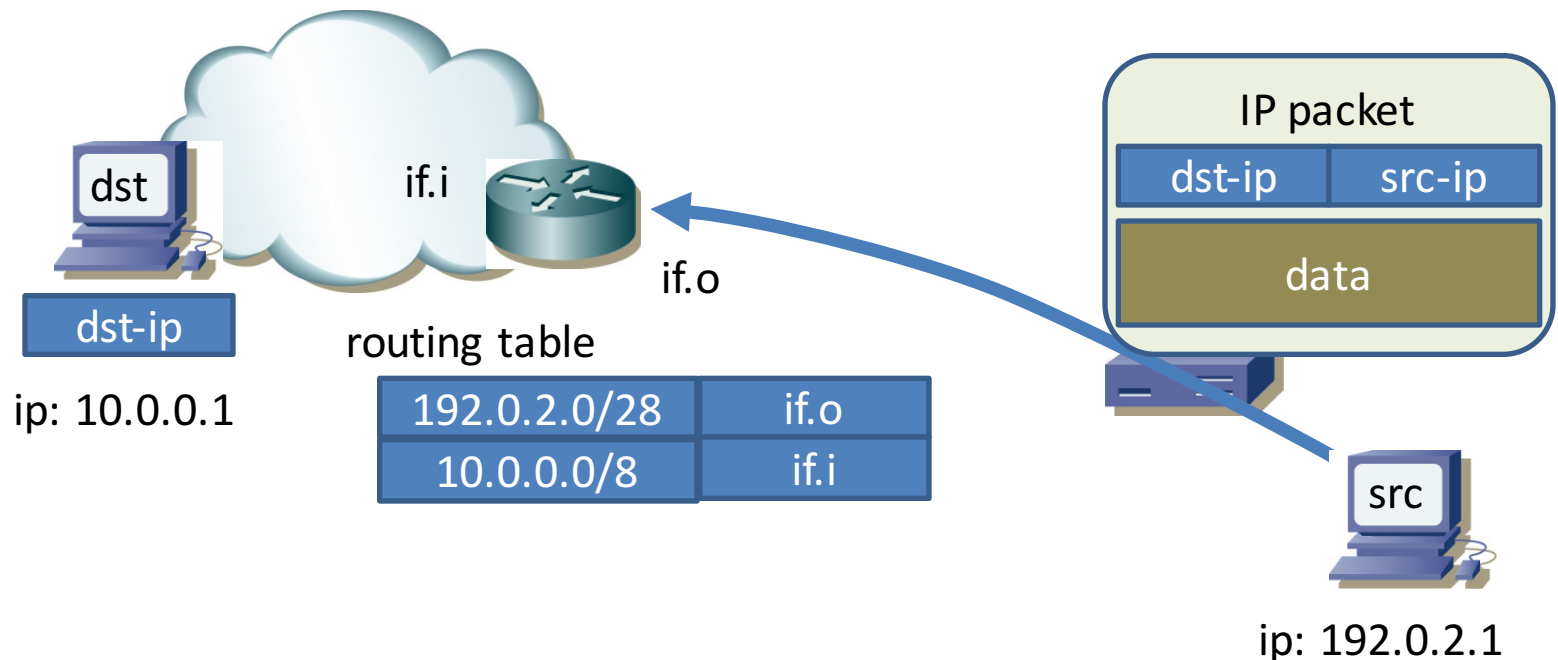 IP packet
dst-ip src-ip
data
dst
if.i
if.o
dst-ip
ip: 10.0.0.1
routing table
192.0.2.0/28 if.o
10.0.0.0/8 if.i
src
ip: 192.0.2.1